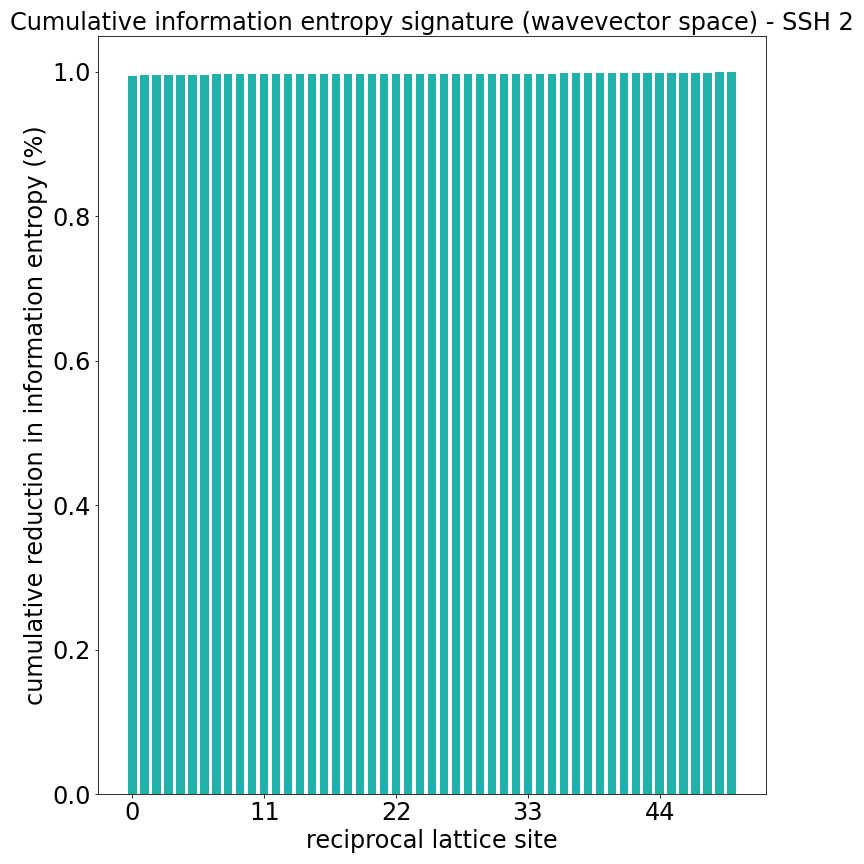 Cumulative information entropy signature (wavevector space) - SSH 2
cumulative reduction in information entropy (%)
1.0
0.8
0.6
0.4
0.2
0.0
0 11 22 33 44
reciprocal lattice site